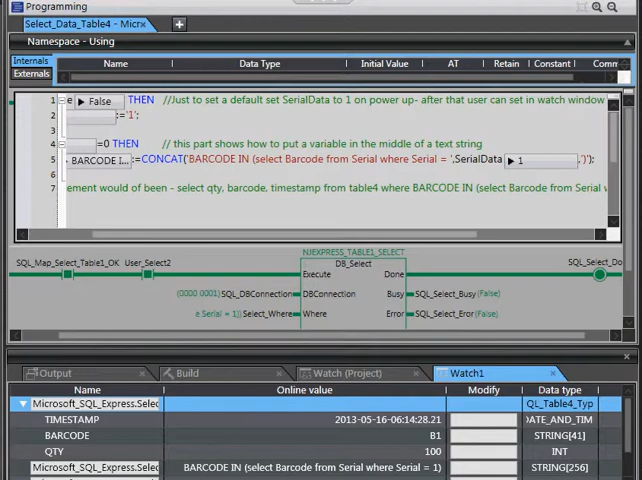 Programming
Select_Data_Table4 - Micr
Namespace - Using
Internals
Externals
Name Data Type Initial Value AT Retain Constant Comm
1 e False THEN //Just to set a default set SerialData to 1 on power up- after that user can set in watch window
2 :='1';
3
4 =0 THEN // this part shows how to put a variable in the middle of a text string
5 BARCODE I... :=CONCAT('BARCODE IN (select Barcode from Serial where Serial = ',SerialData 1 ,')');
6
7 ement would of been - select qty, barcode, timestamp from table4 where BARCODE IN (select Barcode from Serial w
NJEXPRESS_TABLE1_SELECT
SQL_Map_Select_Table1_OK User_Select2 DB_Select SQL_Select_Do
Execute Done
(0000 0001) SQL_DBConnection DBConnection Busy SQL_Select_Busy (False)
e Serial = 1)) Select_Where Where Error SQL_Select_Eror (False)
Output Build Watch (Project) Watch1
Name Online value Modify Data type
Microsoft_SQL_Express.Selec QL_Table4_Typ
TIMESTAMP 2013-05-16-06:14:28.21 DATE_AND_TIM
BARCODE B1 STRING[41]
QTY 100 INT
Microsoft_SQL_Express.Selec BARCODE IN (select Barcode from Serial where Serial = 1) STRING[256]